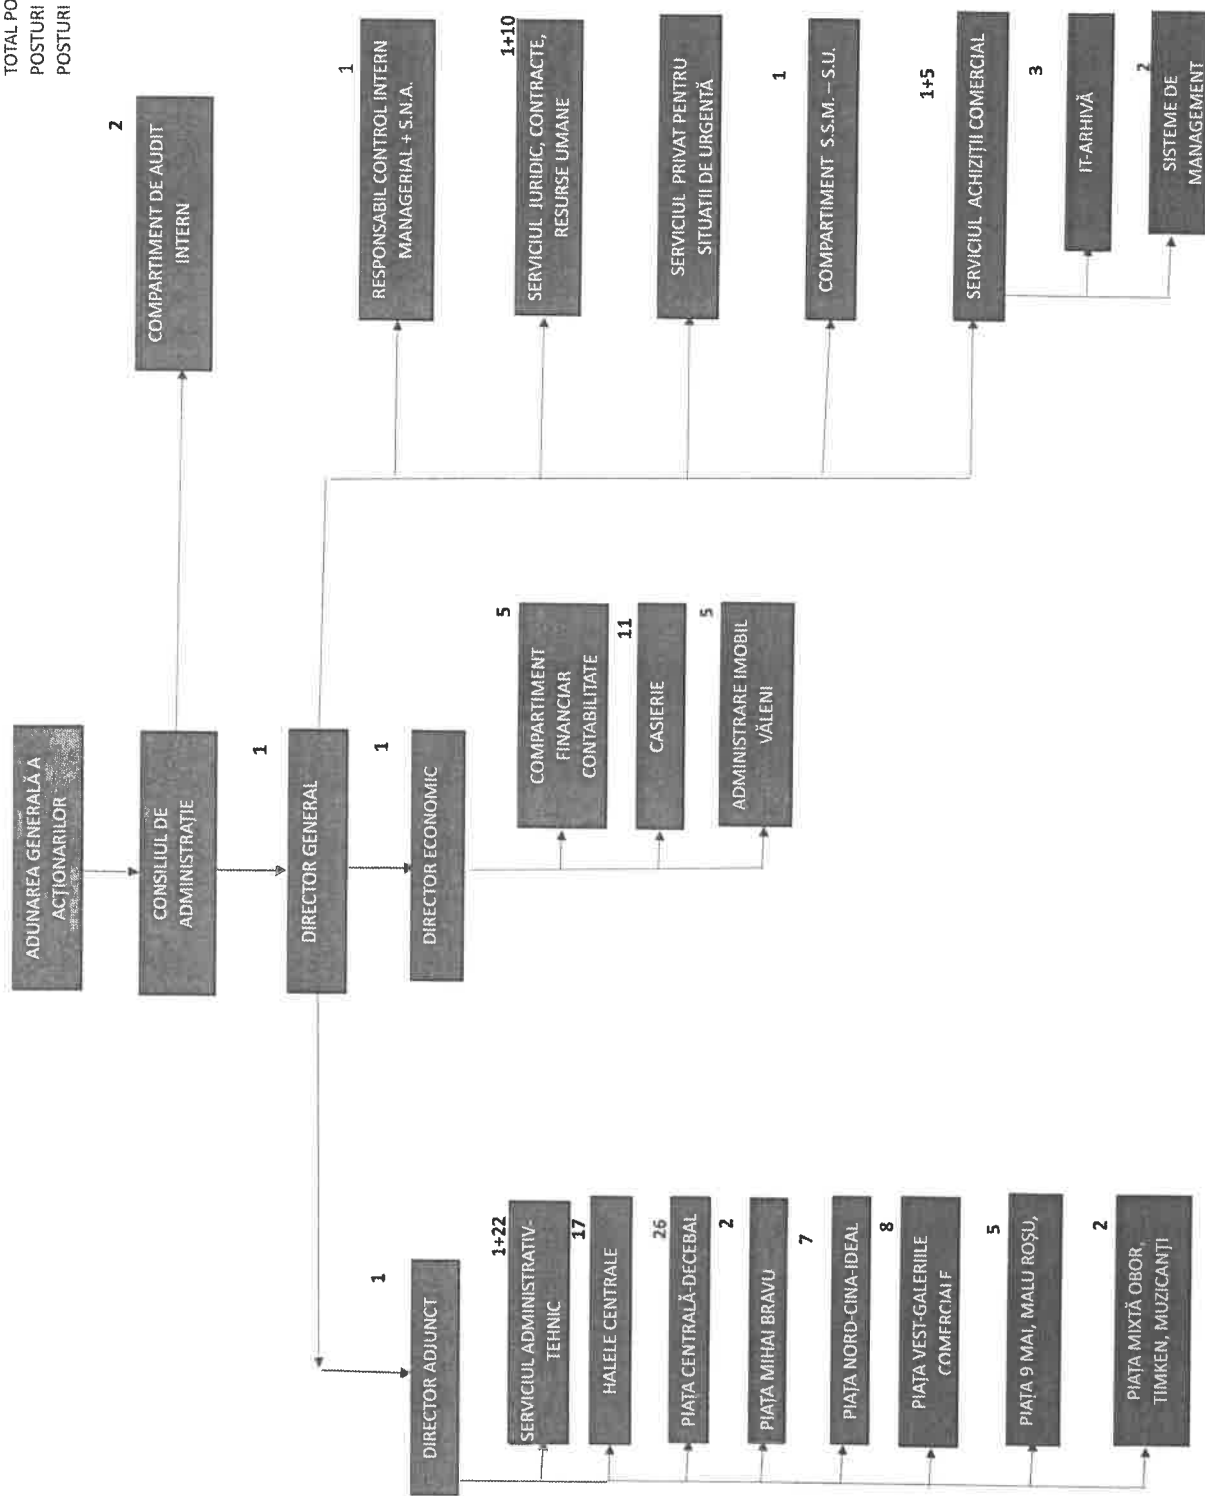 TOTAL PO
POSTURI
POSTURI
ADUNAREA GENERALĂ A
ACȚIONARILOR
CONSILIUL DE
ADMINISTRAȚIE
2
COMPARTIMENT DE AUDIT
INTERN
1
DIRECTOR GENERAL
1
DIRECTOR ADJUNCT
1
DIRECTOR ECONOMIC
1
RESPONSABIL CONTROL INTERN
MANAGERIAL + S.N.A.
1+22
SERVICIUL ADMINISTRATIV-
TEHNIC
17
HALELE CENTRALE
26
PIAȚA CENTRALĂ-DECEBAL
2
PIAȚA MIHAI BRAVU
7
PIAȚA NORD-CINA-IDEAL
8
PIAȚA VEST-GALERIILE
COMERCIALE
5
PIAȚA 9 MAI, MALU ROȘU,
2
PIAȚA MIXTĂ OBOR,
TIMKEN, MUZICANȚI
5
COMPARTIMENT
FINANCIAR
CONTABILITATE
11
CASIERIE
5
ADMINISTRARE IMOBIL
VĂLENI
1+10
SERVICIUL JURIDIC, CONTRACTE,
RESURSE UMANE
SERVICIUL PRIVAT PENTRU
SITUATII DE URGENTĂ
1
COMPARTIMENT S.S.M. – S.U.
1+5
SERVICIUL ACHIZIȚII COMERCIAL
3
IT-ARHIVĂ
2
SISTEME DE
MANAGEMENT